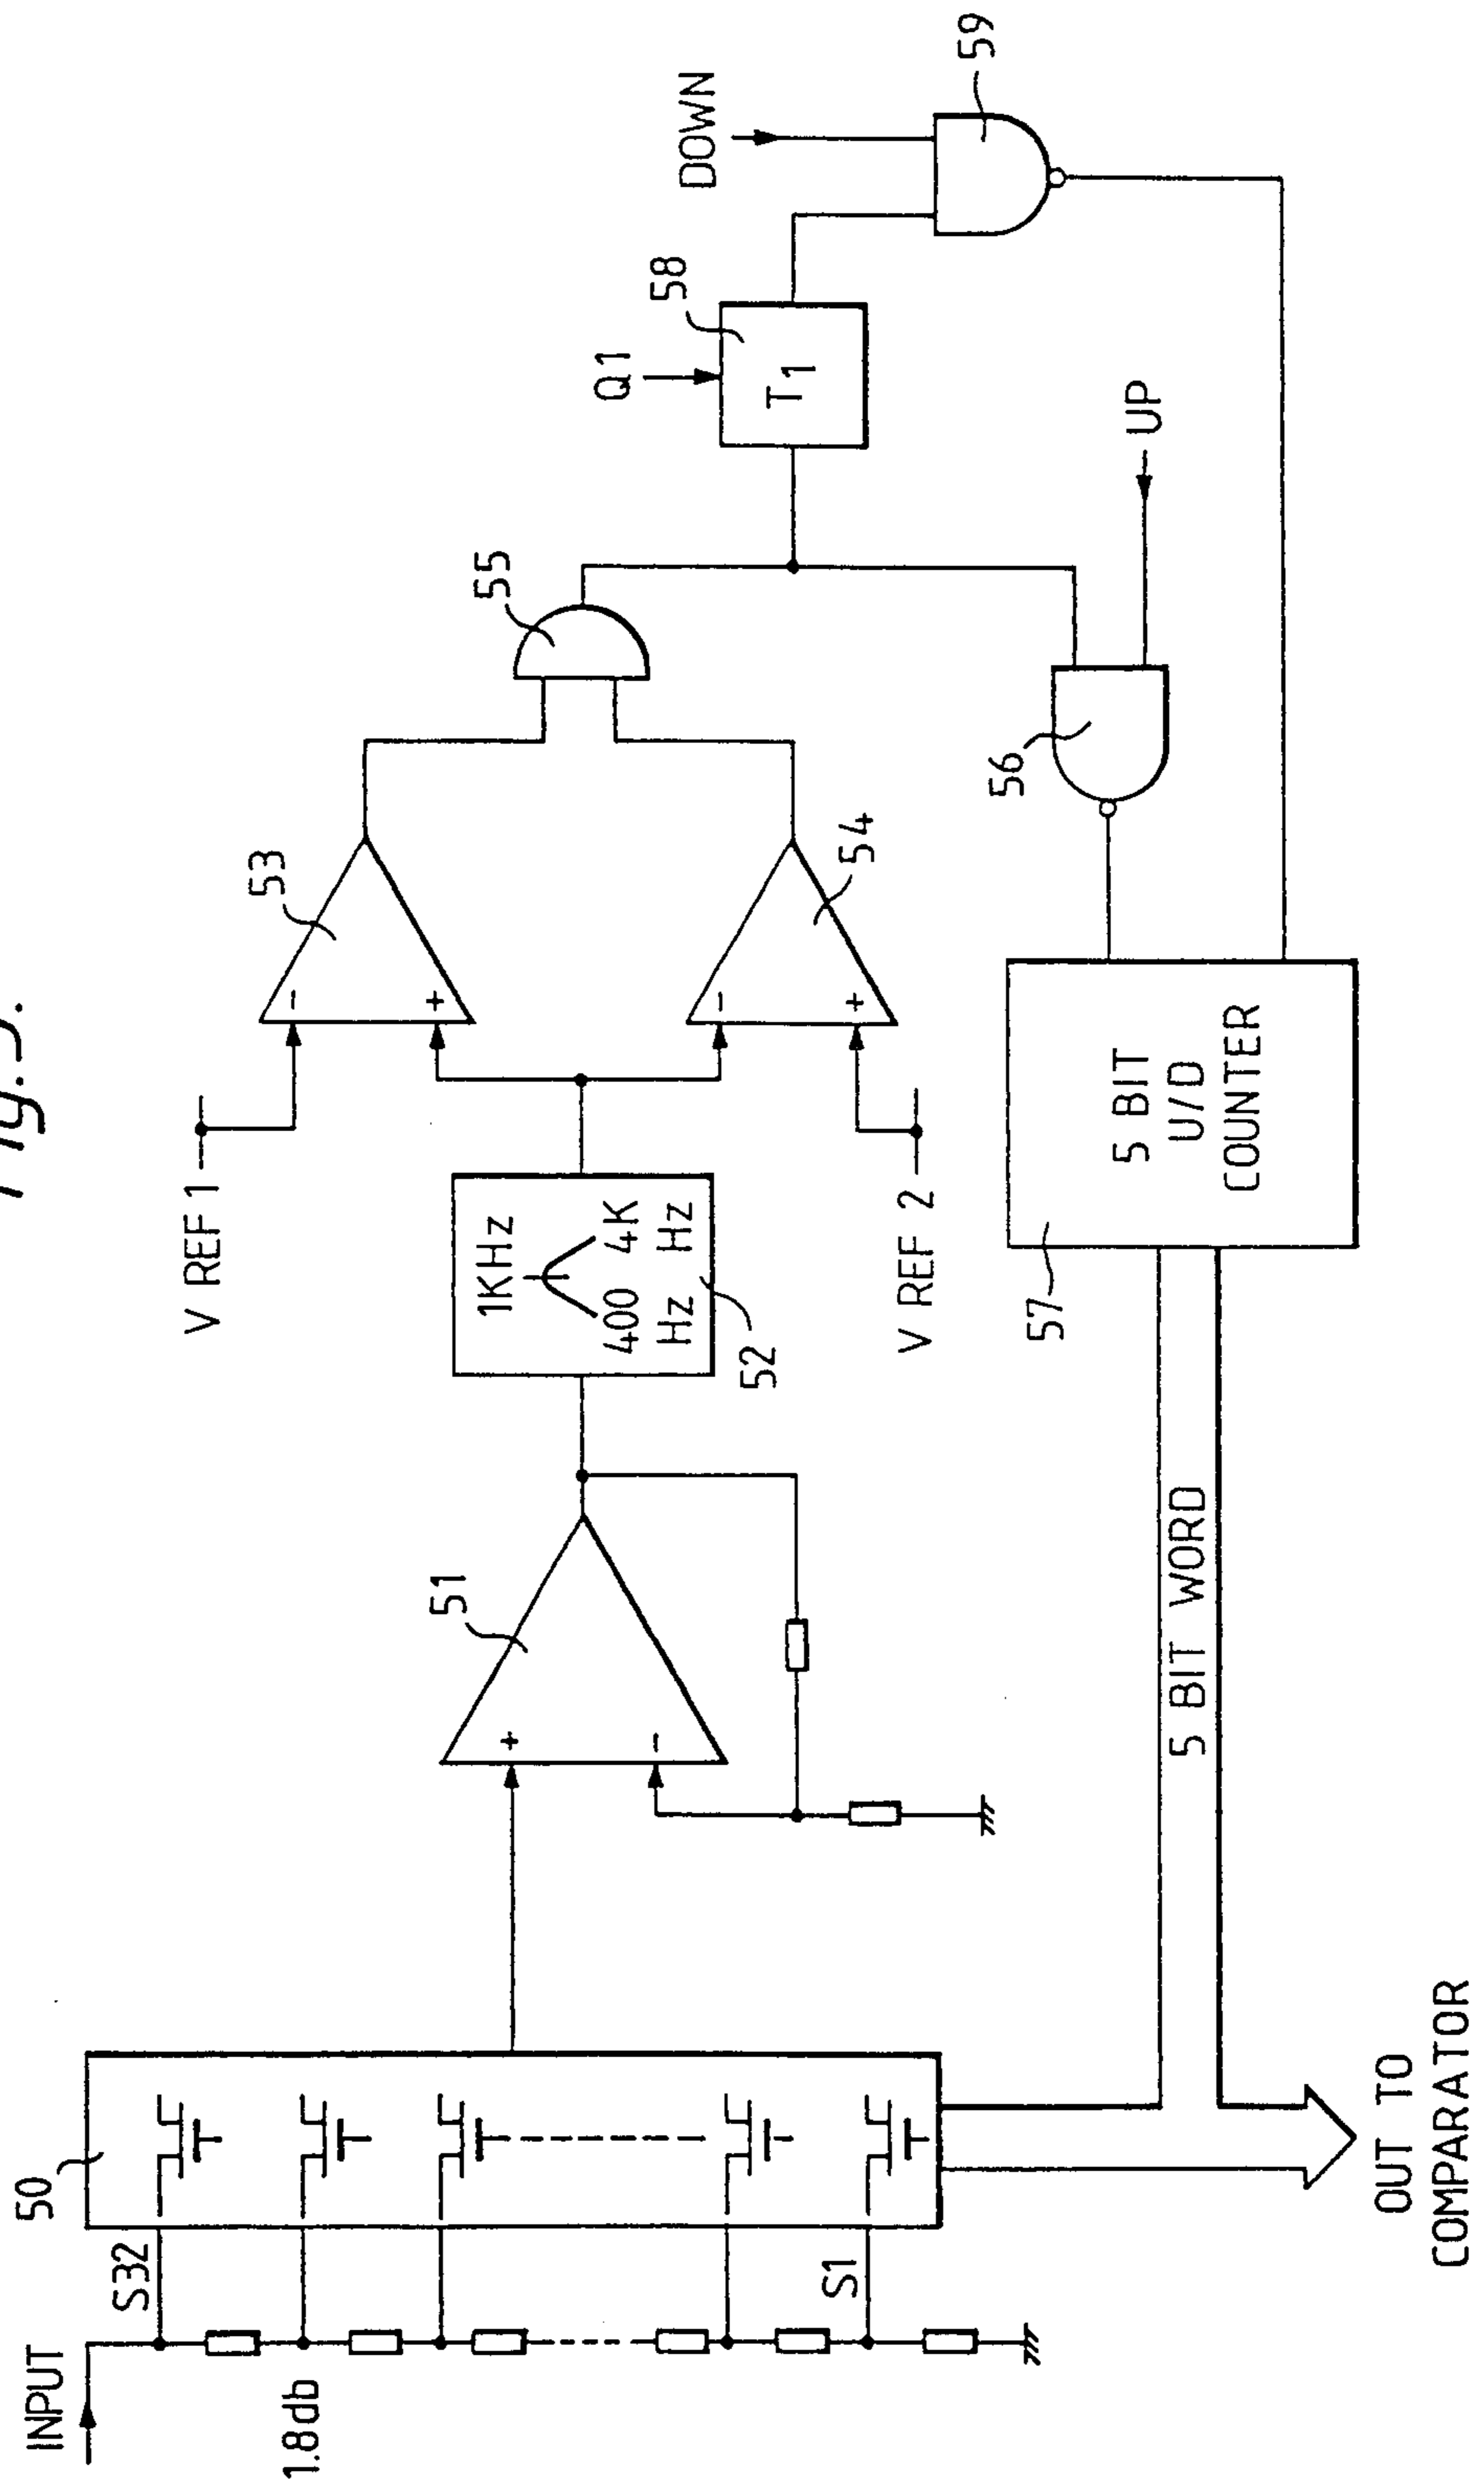 Fig.
INPUT
1.8db
S32
S1
50
51
1KHz
400 4K
Hz Hz
52
V REF 1
V REF 2
53
54
55
56
UP
Q1
58
T1
DOWN
59
57
5 BIT
U/D
COUNTER
5 BIT WORD
OUT TO
COMPARATOR